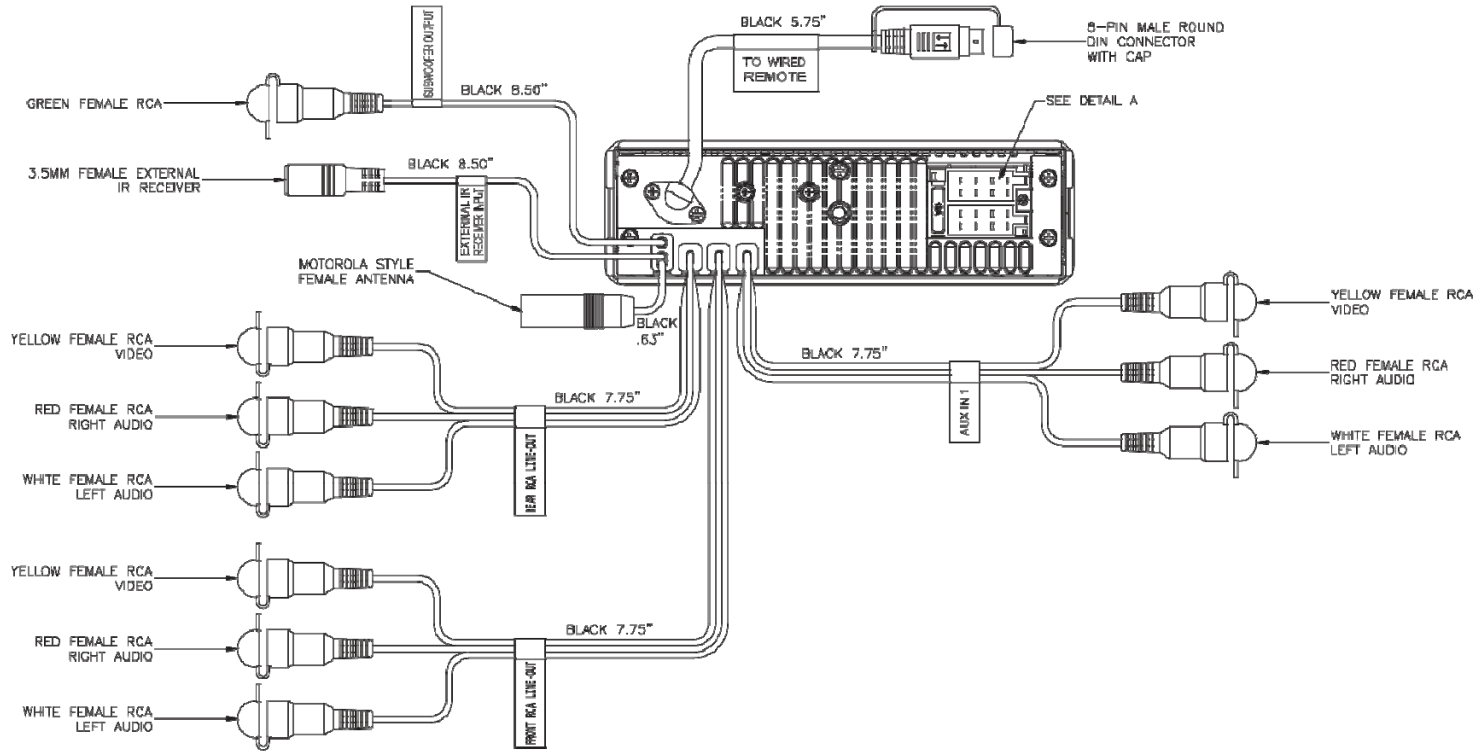 BLACK 5.75"
8-PIN MALE ROUND
DIN CONNECTOR
WITH CAP
TO WIRED
REMOTE
SUBWOOFER OUTPUT
GREEN FEMALE RCA
BLACK 8.50"
SEE DETAIL A
3.5MM FEMALE EXTERNAL
IR RECEIVER
BLACK 8.50"
EXTERNAL IR
RECEIVER INPUT
MOTOROLA STYLE
FEMALE ANTENNA
BLACK
.63"
YELLOW FEMALE RCA
VIDEO
RED FEMALE RCA
RIGHT AUDIO
WHITE FEMALE RCA
LEFT AUDIO
BLACK 7.75"
REAR RCA LINE-OUT
BLACK 7.75"
AUX IN 1
YELLOW FEMALE RCA
VIDEO
RED FEMALE RCA
RIGHT AUDIO
WHITE FEMALE RCA
LEFT AUDIO
YELLOW FEMALE RCA
VIDEO
RED FEMALE RCA
RIGHT AUDIO
WHITE FEMALE RCA
LEFT AUDIO
BLACK 7.75"
FRONT RCA LINE-OUT